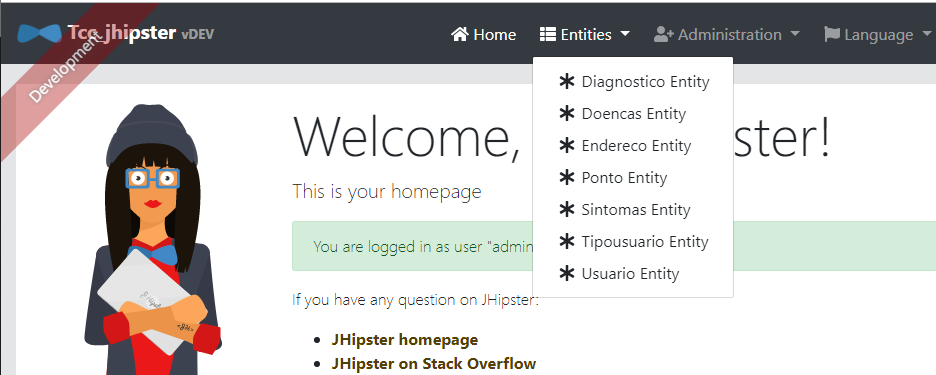 Tcc jhipster vDEV
Home
Entities
Administration
Language
Development
Diagnostico Entity
Doencas Entity
Endereco Entity
Ponto Entity
Sintomas Entity
Tipousuario Entity
Usuario Entity
Welcome, ster!
This is your homepage
You are logged in as user "admin
If you have any question on JHipster:
JHipster homepage
JHipster on Stack Overflow